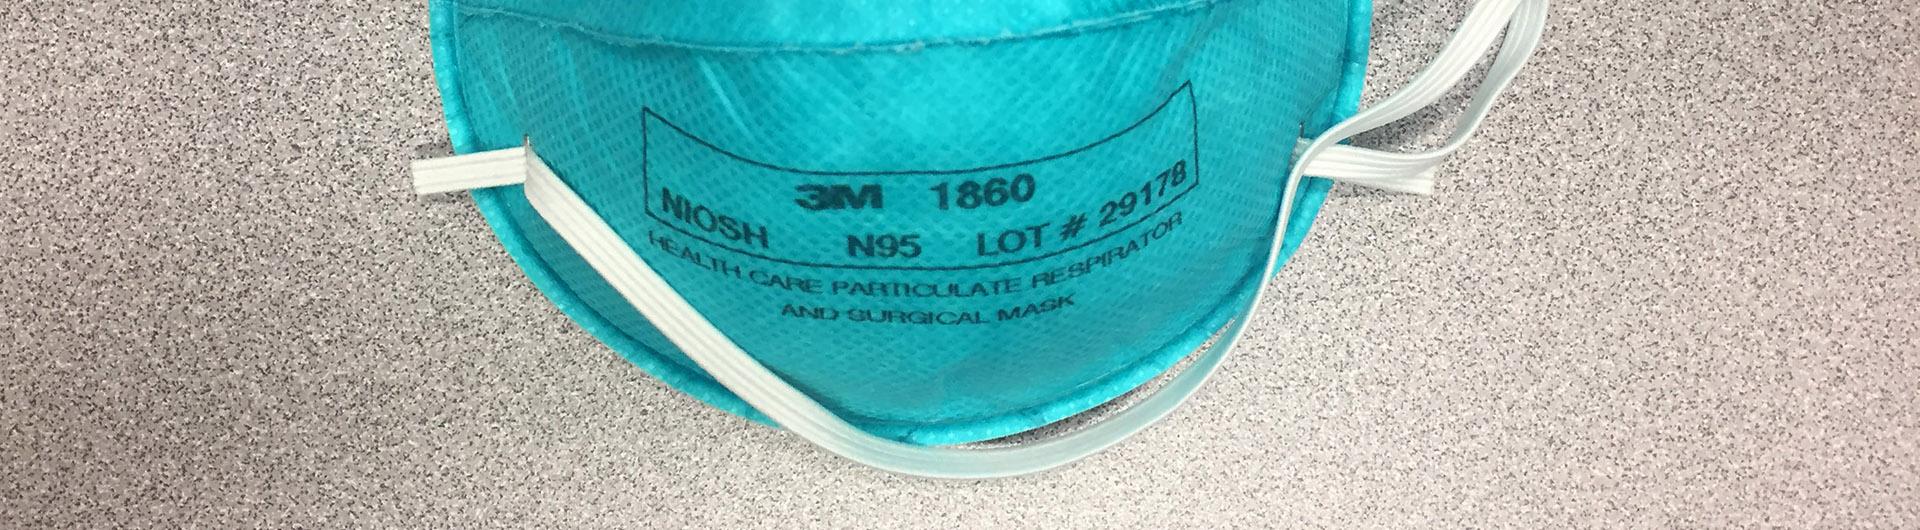 3M 1860
NIOSH N95 LOT # 29178
HEALTH CARE PARTICULATE RESPIRATOR
AND SURGICAL MASK